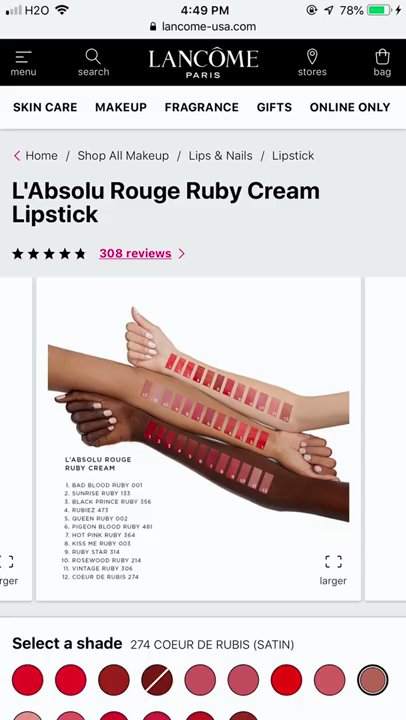 H2O
4:49 PM
78%
lancome-usa.com
menu
search
LANCÔME
PARIS
stores
bag
SKIN CARE MAKEUP FRAGRANCE GIFTS ONLINE ONLY
Home / Shop All Makeup / Lips & Nails / Lipstick
L'Absolu Rouge Ruby Cream
Lipstick
308 reviews
L'ABSOLU ROUGE
RUBY CREAM
1. BAD BLOOD RUBY 001
2. SUNRISE RUBY 133
3. BLACK PRINCE RUBY 356
4. RUBIEZ 473
5. QUEEN RUBY 002
6. PIGEON BLOOD RUBY 481
7. HOT PINK RUBY 364
8. KISS ME RUBY 003
9. RUBY STAR 314
10. ROSEWOOD RUBY 214
11. VINTAGE RUBY 306
12. COEUR DE RUBIS 274
rger
larger
Select a shade 274 COEUR DE RUBIS (SATIN)